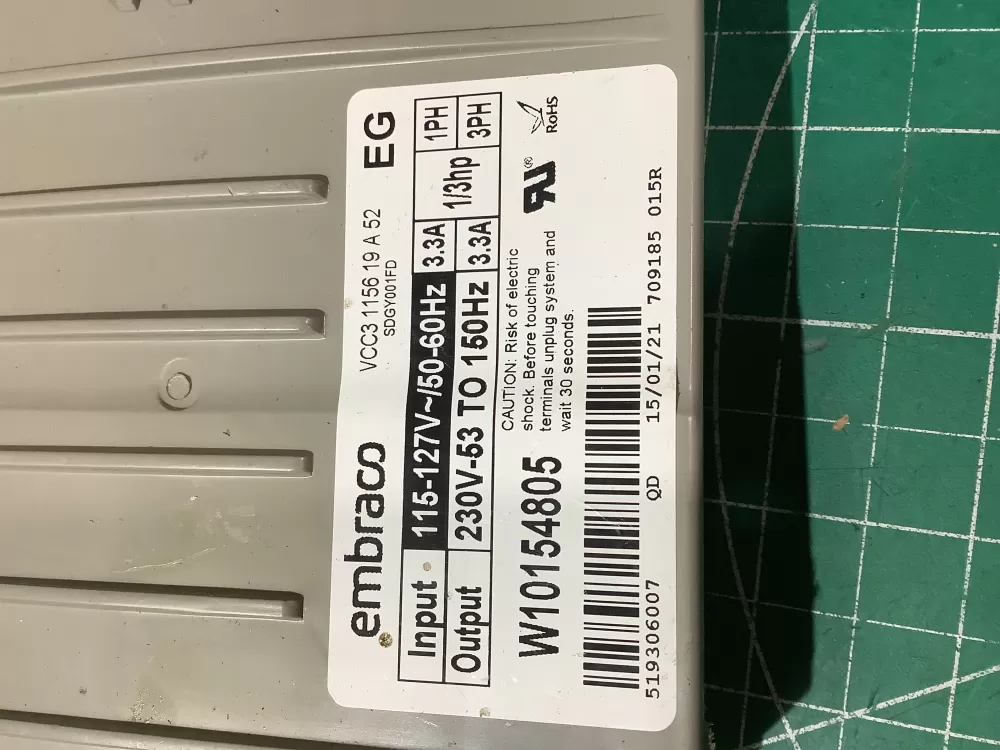 embraco VCC3 1156 19 A 52 EG
SDGY001FD
Input 115-127V~/50-60Hz 3.3A 1/3hp 1PH
Output 230V-53 TO 150Hz 3.3A 3PH
W10154805
CAUTION: Risk of electric
shock. Before touching
terminals unplug system and
wait 30 seconds.
RU®
RoHS
519306007 QD 15/01/21 709185 015R